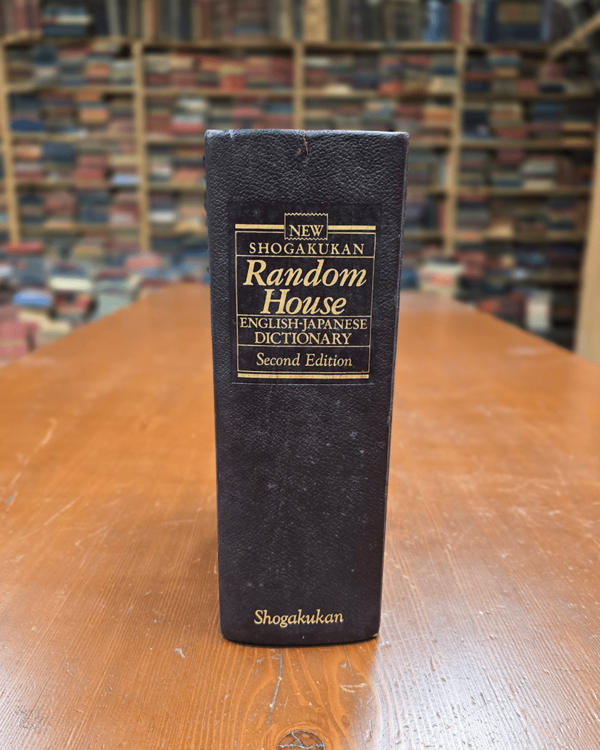 NEW
SHOGAKUKAN
Random
House
ENGLISH-JAPANESE
DICTIONARY
Second Edition
Shogakukan